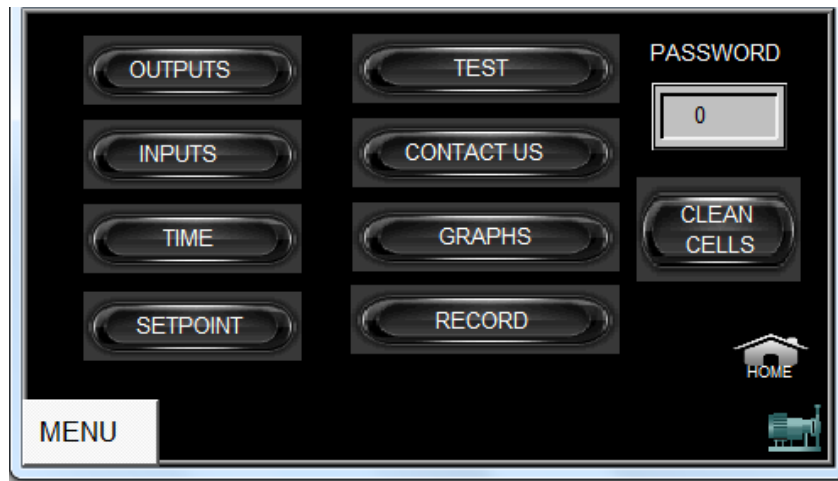 OUTPUTS
INPUTS
TIME
SETPOINT
TEST
CONTACT US
GRAPHS
RECORD
PASSWORD
0
CLEAN
CELLS
HOME
MENU